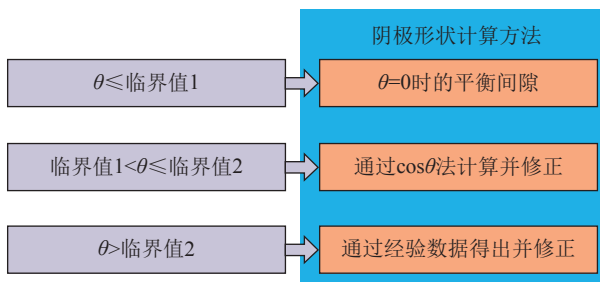 阴极形状计算方法
θ≤临界值1
θ=0时的平衡间隙
临界值1<θ≤临界值2
通过cosθ法计算并修正
θ>临界值2
通过经验数据得出并修正